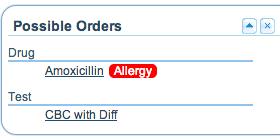 Possible Orders
Drug
Amoxicillin Allergy
Test
CBC with Diff